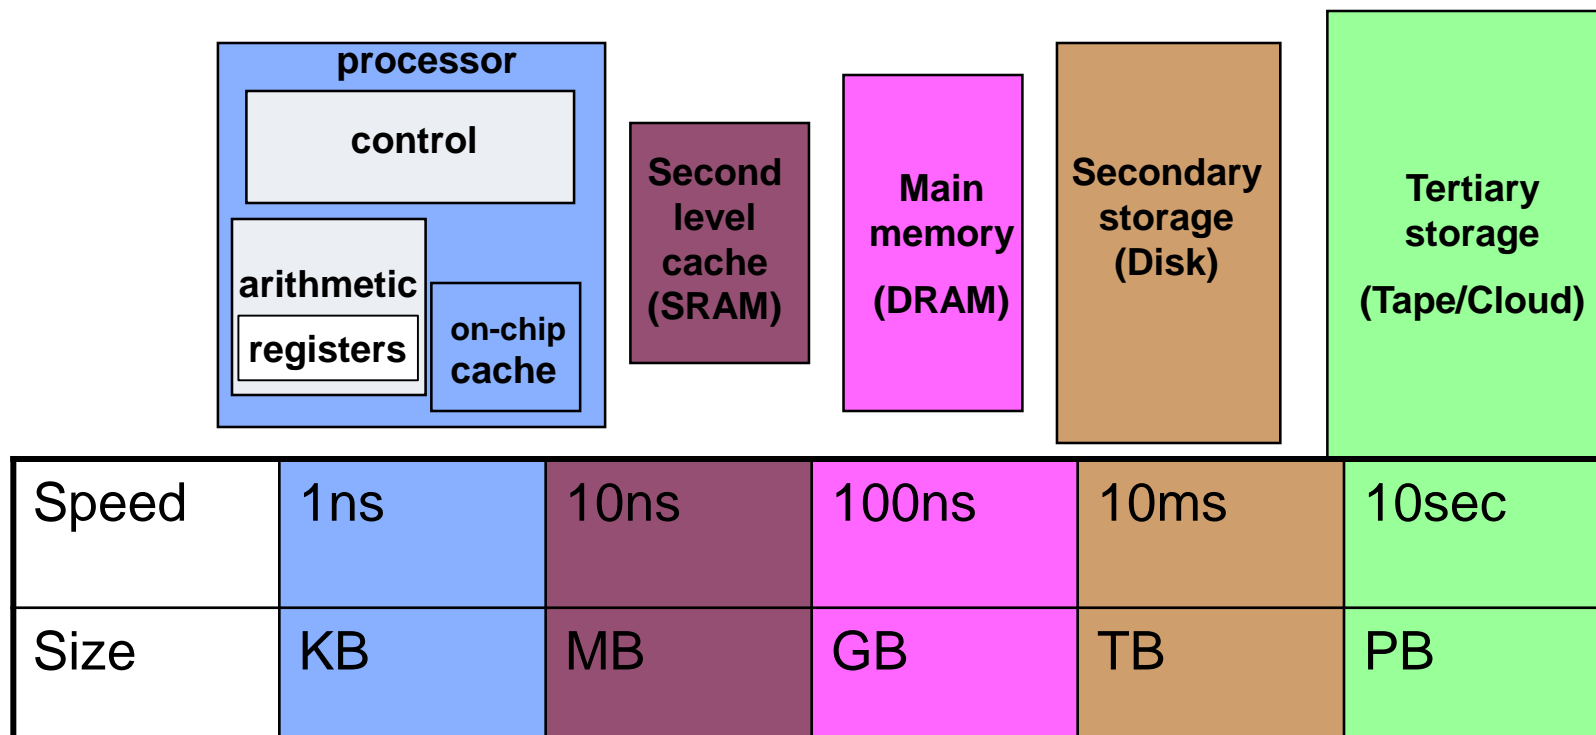 processor
control
arithmetic
registers
on-chip
cache
Second
level
cache
(SRAM)
Main
memory
(DRAM)
Secondary
storage
(Disk)
Tertiary
storage
(Tape/Cloud)
Speed 1ns 10ns 100ns 10ms 10sec
Size KB MB GB TB PB